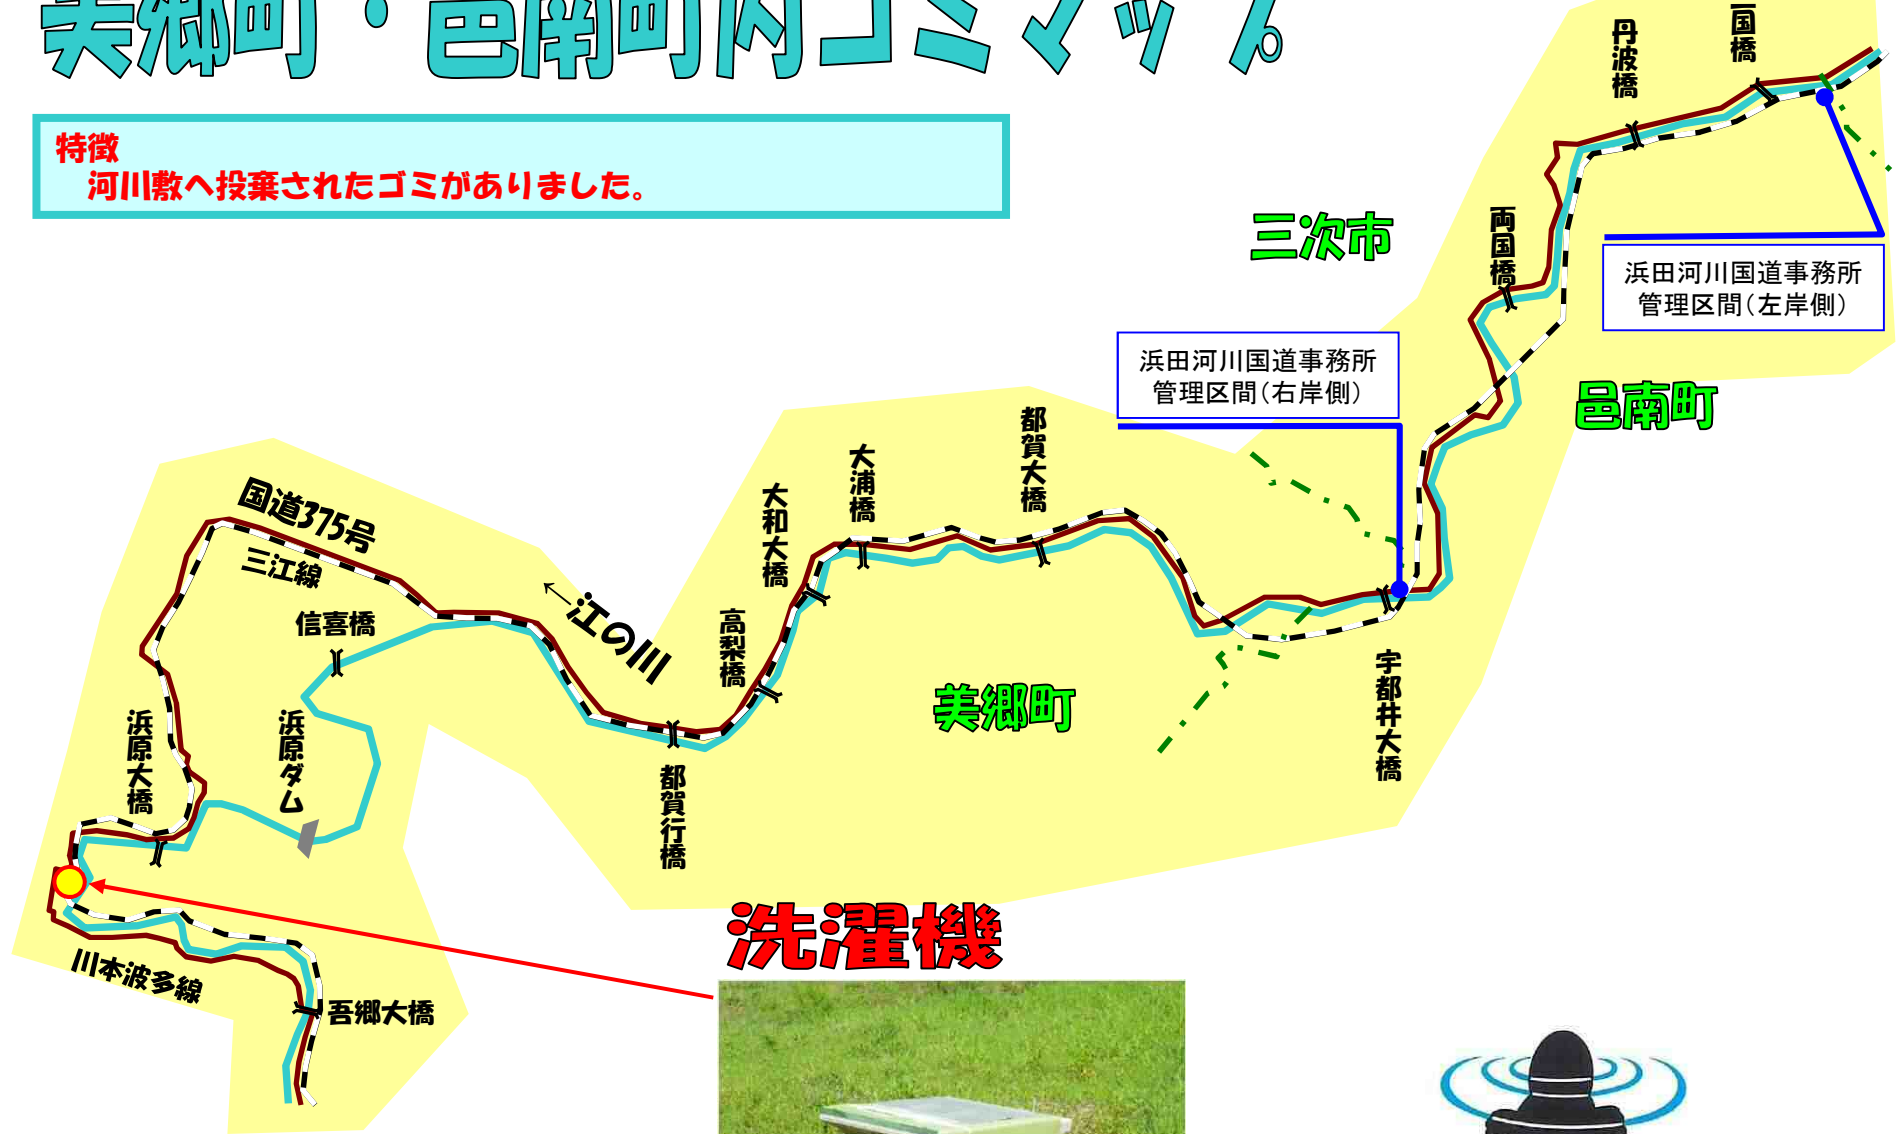 美郷町・邑南町内ゴミマップ
特徴
河川敷へ投棄されたゴミがありました。
丹波橋
国橋
両国橋
三次市
浜田河川国道事務所
管理区間(左岸側)
浜田河川国道事務所
管理区間(右岸側)
邑南町
都賀大橋
大浦橋
大和大橋
国道375号
三江線
信喜橋
←江の川
高梨橋
美郷町
宇都井大橋
浜原大橋
浜原ダム
都賀行橋
洗濯機
川本波多線
吾郷大橋